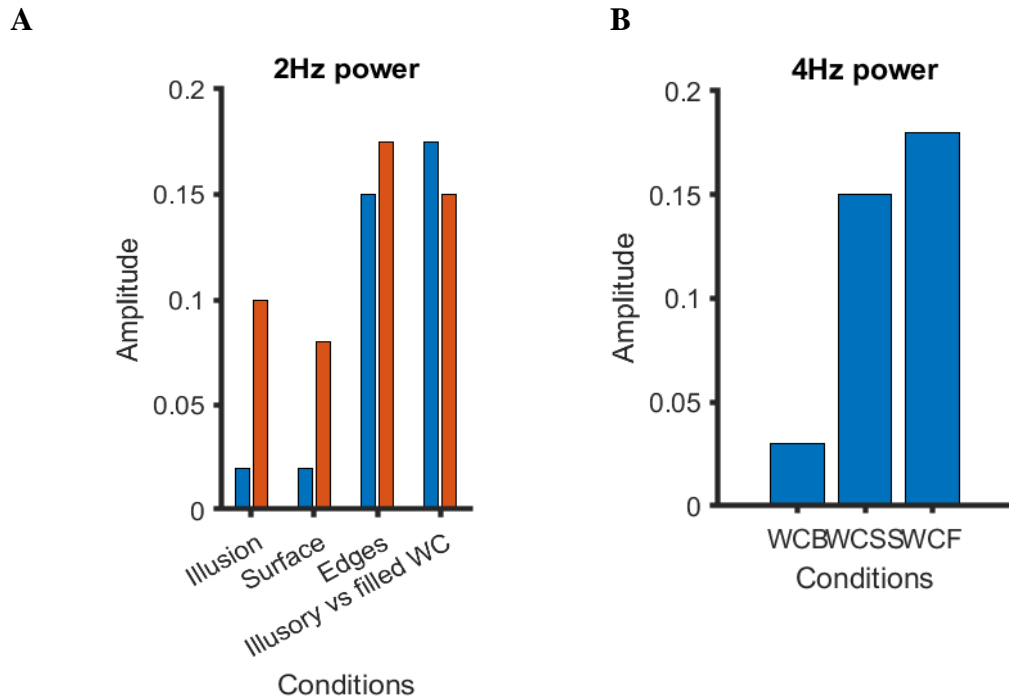 A
B
2Hz power
0.2
0.15
0.1
0.05
0
Amplitude
Illusion
Surface
Edges
Illusory vs filled WC
Conditions
4Hz power
0.2
0.15
0.1
0.05
0
Amplitude
WCB WCSS WCF
Conditions